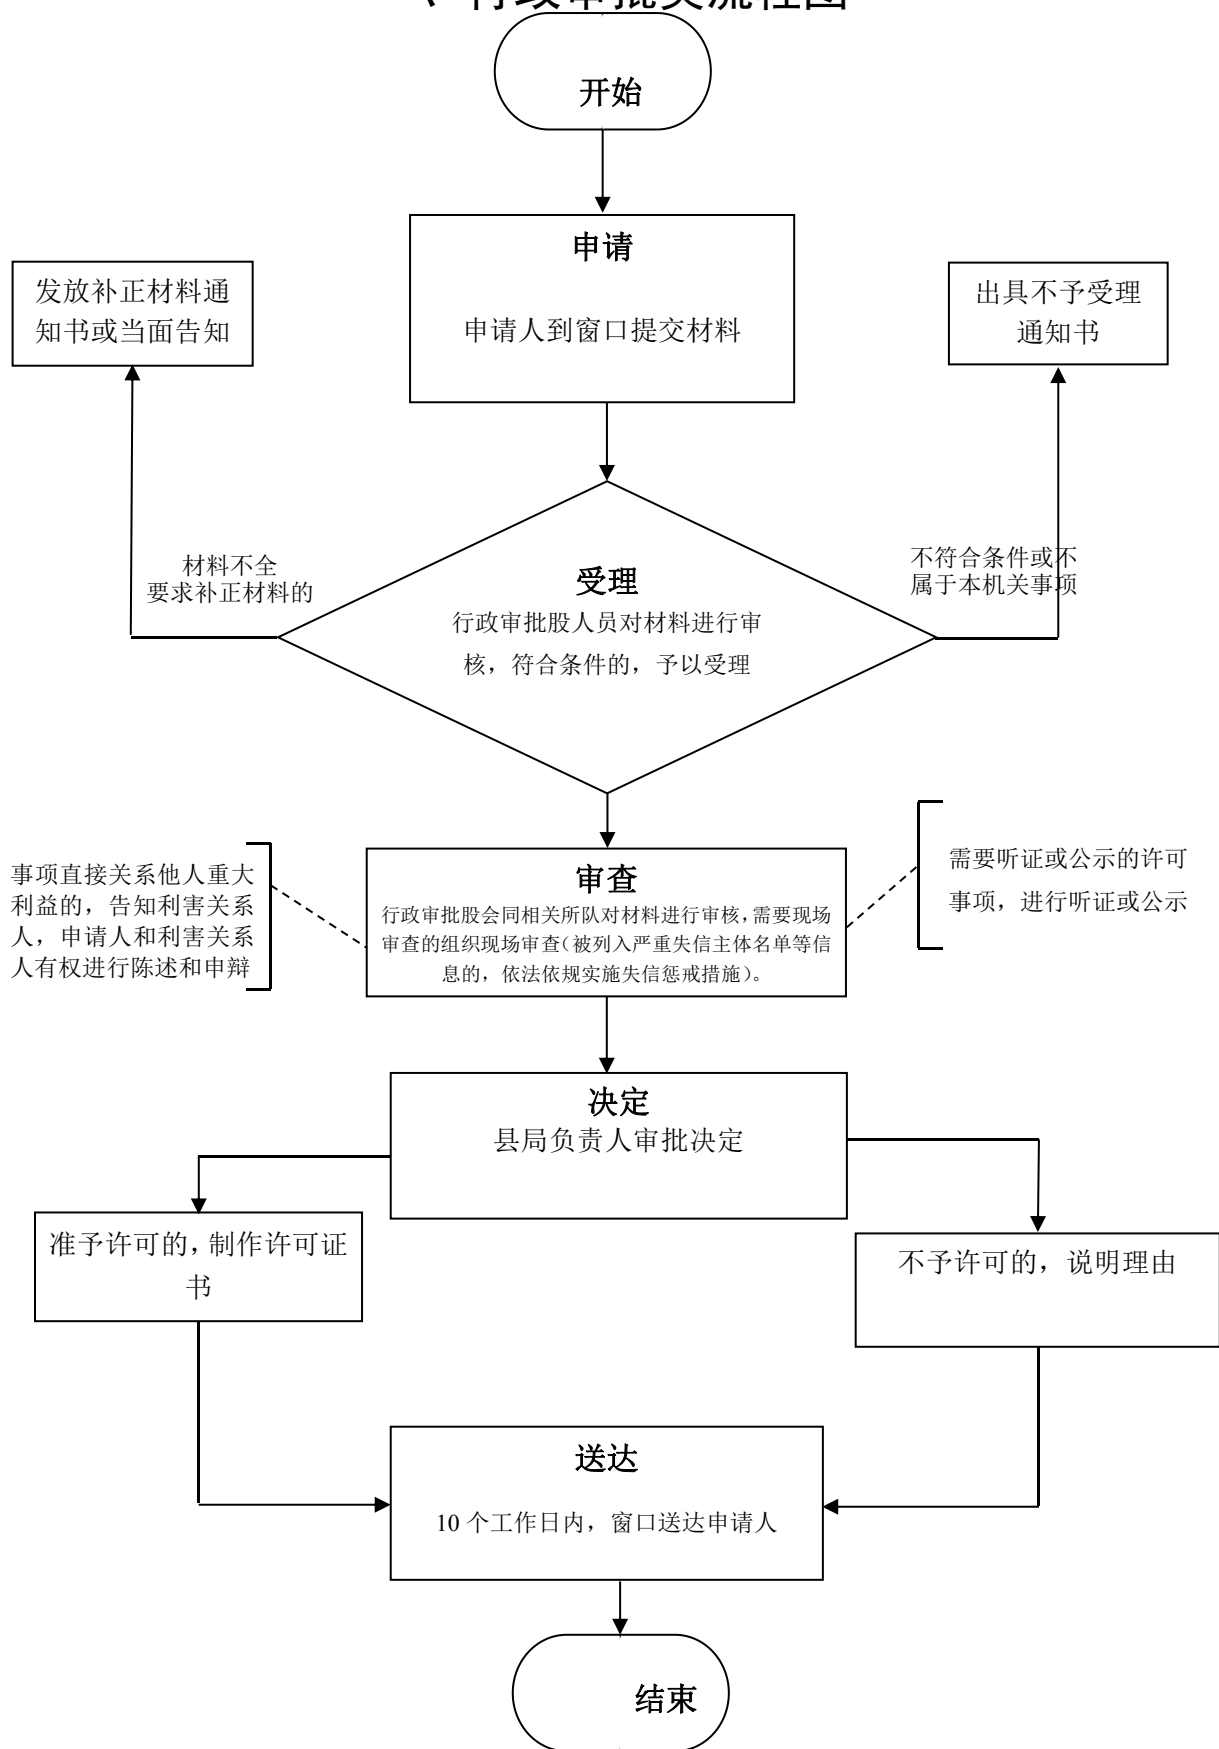 、行政审批类流程图
开始
申请
申请人到窗口提交材料
发放补正材料通
知书或当面告知
出具不予受理
通知书
材料不全
要求补正材料的
不符合条件或不
属于本机关事项
受理
行政审批股人员对材料进行审
核，符合条件的，予以受理
事项直接关系他人重大
利益的，告知利害关系
人，申请人和利害关系
人有权进行陈述和申辩
审查
行政审批股会同相关所队对材料进行审核，需要现场
审查的组织现场审查（被列入严重失信主体名单等信
息的，依法依规实施失信惩戒措施）。
需要听证或公示的许可
事项，进行听证或公示
决定
县局负责人审批决定
准予许可的，制作许可证
书
不予许可的，说明理由
送达
10 个工作日内，窗口送达申请人
结束